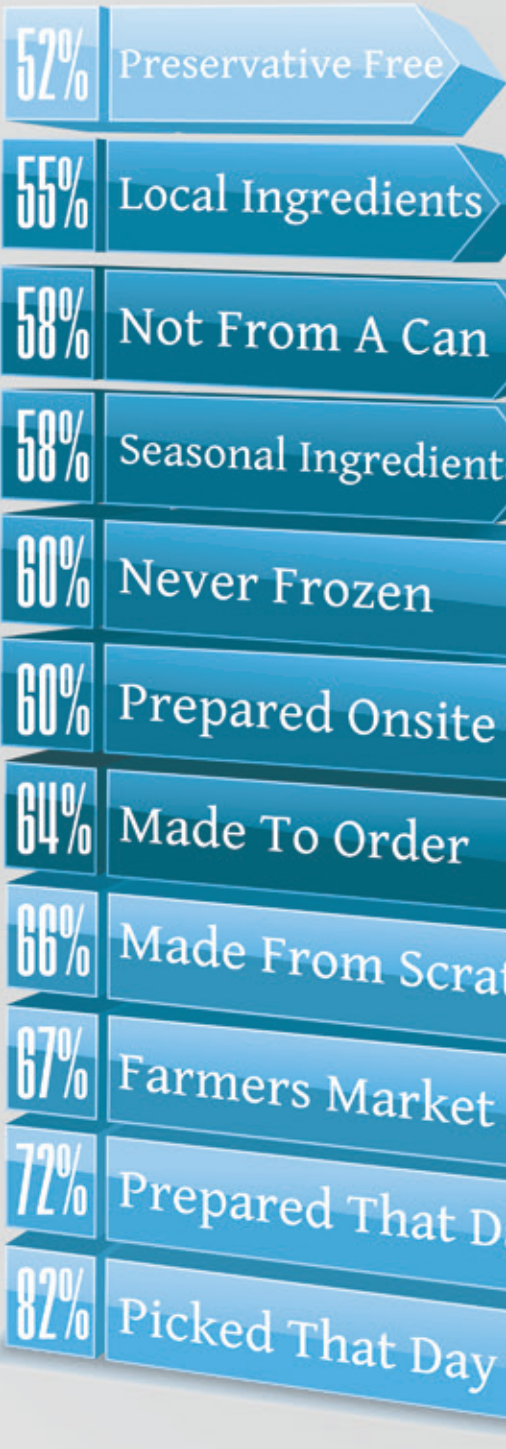 52% Preservative Free
55% Local Ingredients
58% Not From A Can
58% Seasonal Ingredient
60% Never Frozen
60% Prepared Onsite
64% Made To Order
66% Made From Scrat
67% Farmers Market
72% Prepared That D
82% Picked That Day